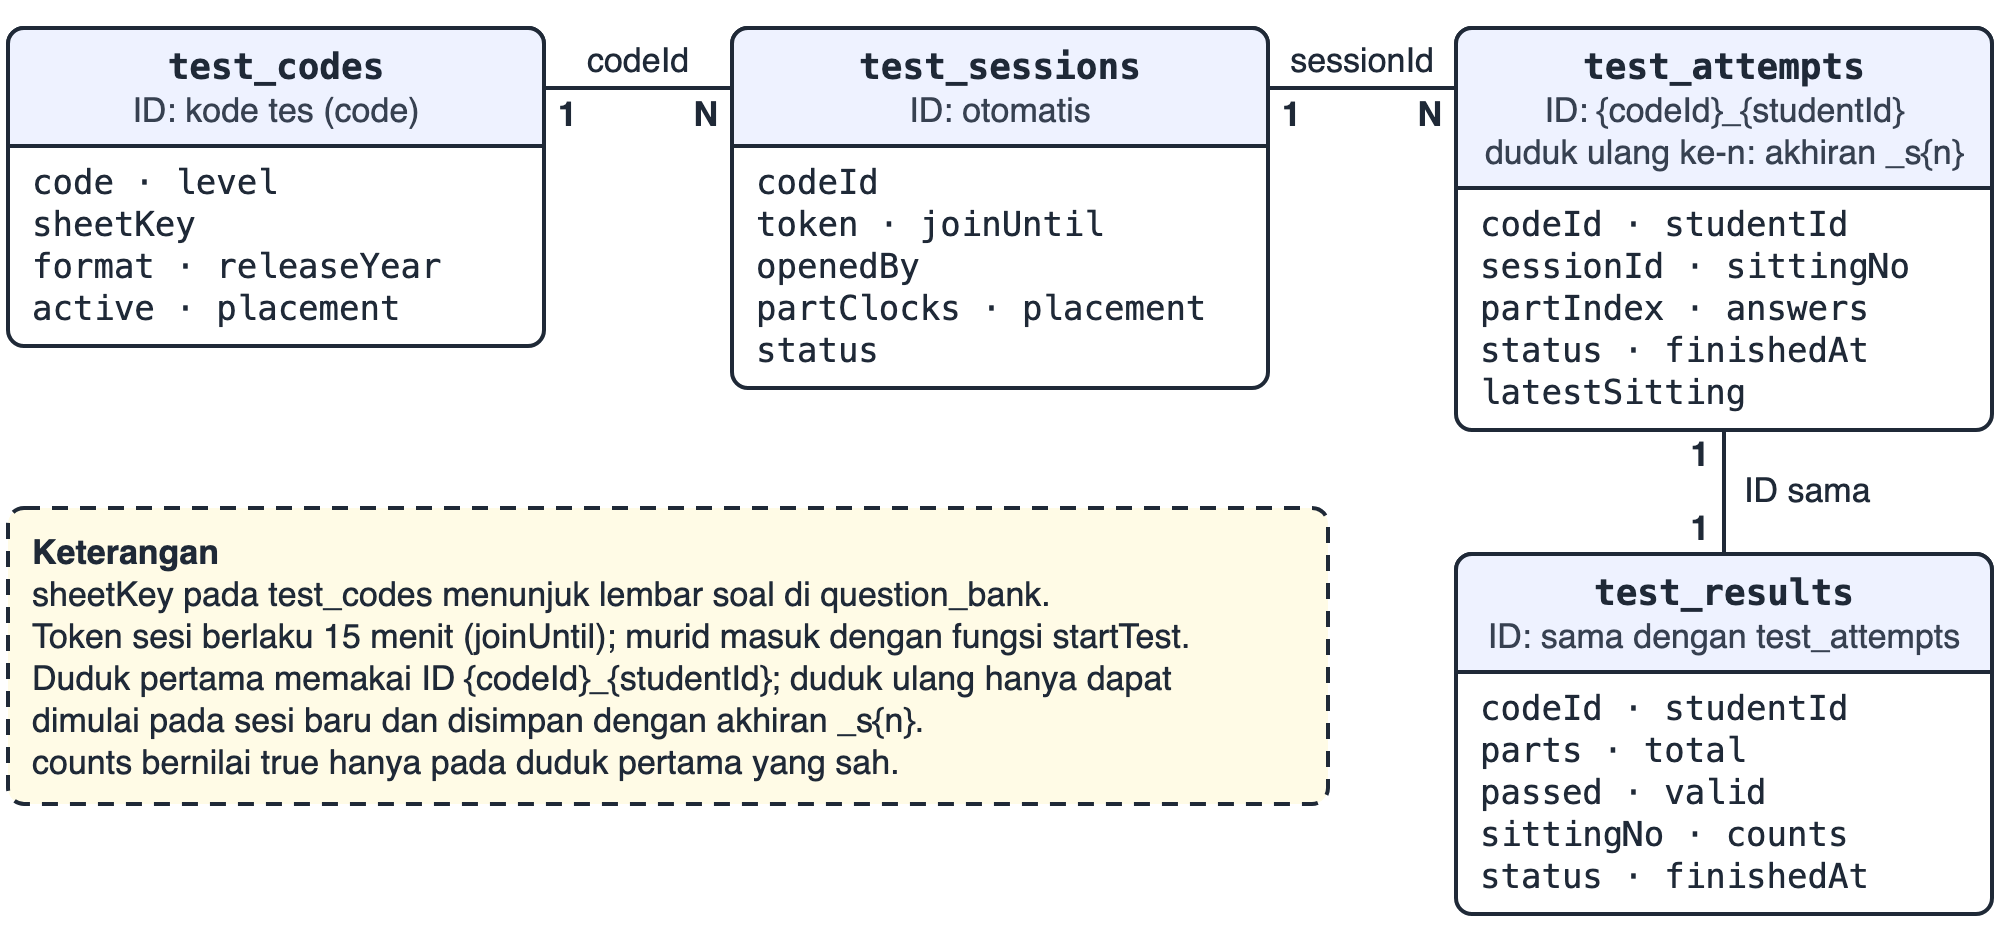 test_codes
ID: kode tes (code)
code · level
sheetKey
format · releaseYear
active · placement
codeId
1 N
test_sessions
ID: otomatis
codeId
token · joinUntil
openedBy
partClocks · placement
status
sessionId
1 N
test_attempts
ID: {codeId}_{studentId}
duduk ulang ke-n: akhiran _s{n}
codeId · studentId
sessionId · sittingNo
partIndex · answers
status · finishedAt
latestSitting
1
ID sama
1
test_results
ID: sama dengan test_attempts
codeId · studentId
parts · total
passed · valid
sittingNo · counts
status · finishedAt
Keterangan
sheetKey pada test_codes menunjuk lembar soal di question_bank.
Token sesi berlaku 15 menit (joinUntil); murid masuk dengan fungsi startTest.
Duduk pertama memakai ID {codeId}_{studentId}; duduk ulang hanya dapat
dimulai pada sesi baru dan disimpan dengan akhiran _s{n}.
counts bernilai true hanya pada duduk pertama yang sah.